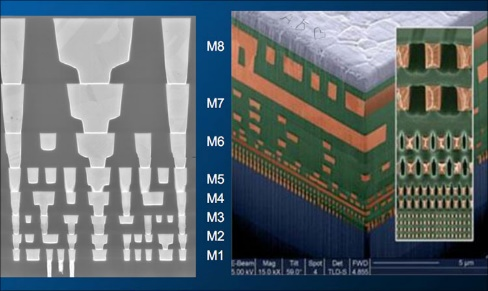 M8
M7
M6
M5
M4
M3
M2
M1
E-Beam Mag Tilt Spot Det FWD
5.00 kV 15.0 kX 59.0° 4 TLD-S 4.855
5 µm